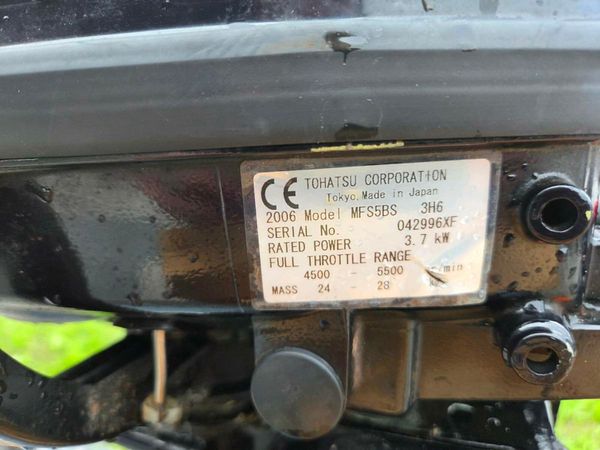 CE TOHATSU CORPORATION
Tokyo. Made in Japan
2006 Model MFS5BS 3H6
SERIAL No. 042996XF
RATED POWER 3.7 kW
FULL THROTTLE RANGE
4500 - 5500 /min
MASS 24 - 28